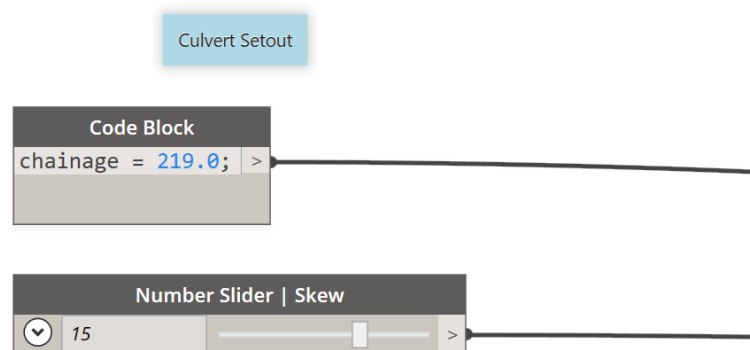 Culvert Setout
Code Block
chainage = 219.0; >
Number Slider | Skew
15 >